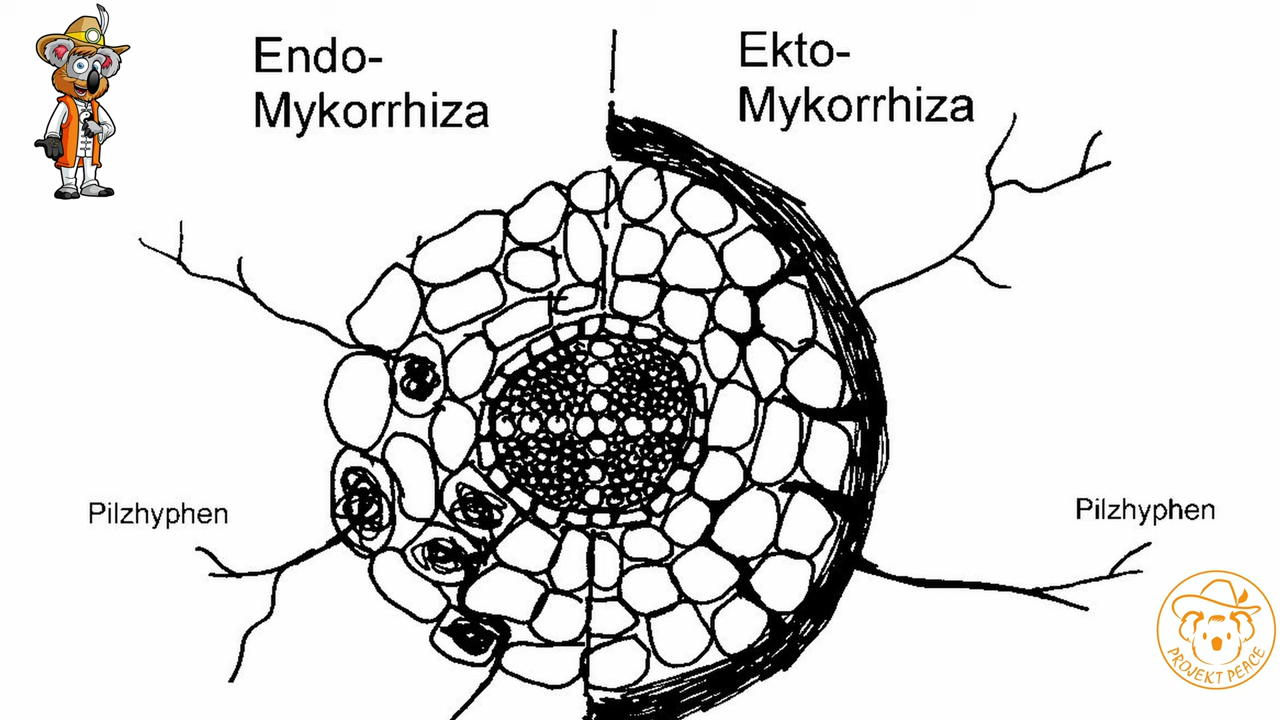 Endo-
Mykorrhiza
Ekto-
Mykorrhiza
Pilzhyphen
Pilzhyphen
PROJEKT PEACE